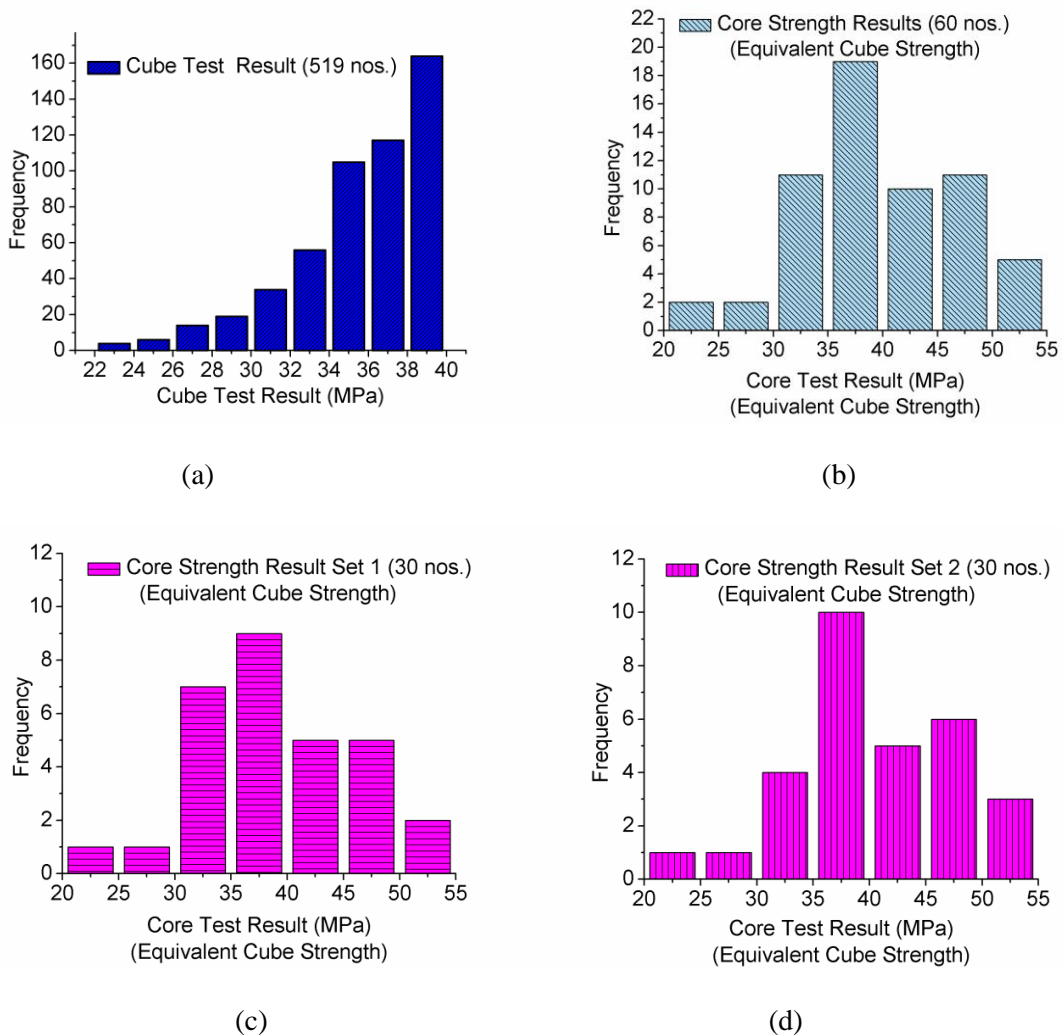 160
140
120
100
80
60
40
20
0
Frequency
Cube Test Result (519 nos.)
22 24 26 28 30 32 34 36 38 40
Cube Test Result (MPa)
(a)
22
20
18
16
14
12
10
8
6
4
2
0
Frequency
Core Strength Results (60 nos.)
(Equivalent Cube Strength)
20 25 30 35 40 45 50 55
Core Test Result (MPa)
(Equivalent Cube Strength)
(b)
12
10
8
6
4
2
0
Frequency
Core Strength Result Set 1 (30 nos.)
(Equivalent Cube Strength)
20 25 30 35 40 45 50 55
Core Test Result (MPa)
(Equivalent Cube Strength)
(c)
12
10
8
6
4
2
0
Frequency
Core Strength Result Set 2 (30 nos.)
(Equivalent Cube Strength)
20 25 30 35 40 45 50 55
Core Test Result (MPa)
(Equivalent Cube Strength)
(d)